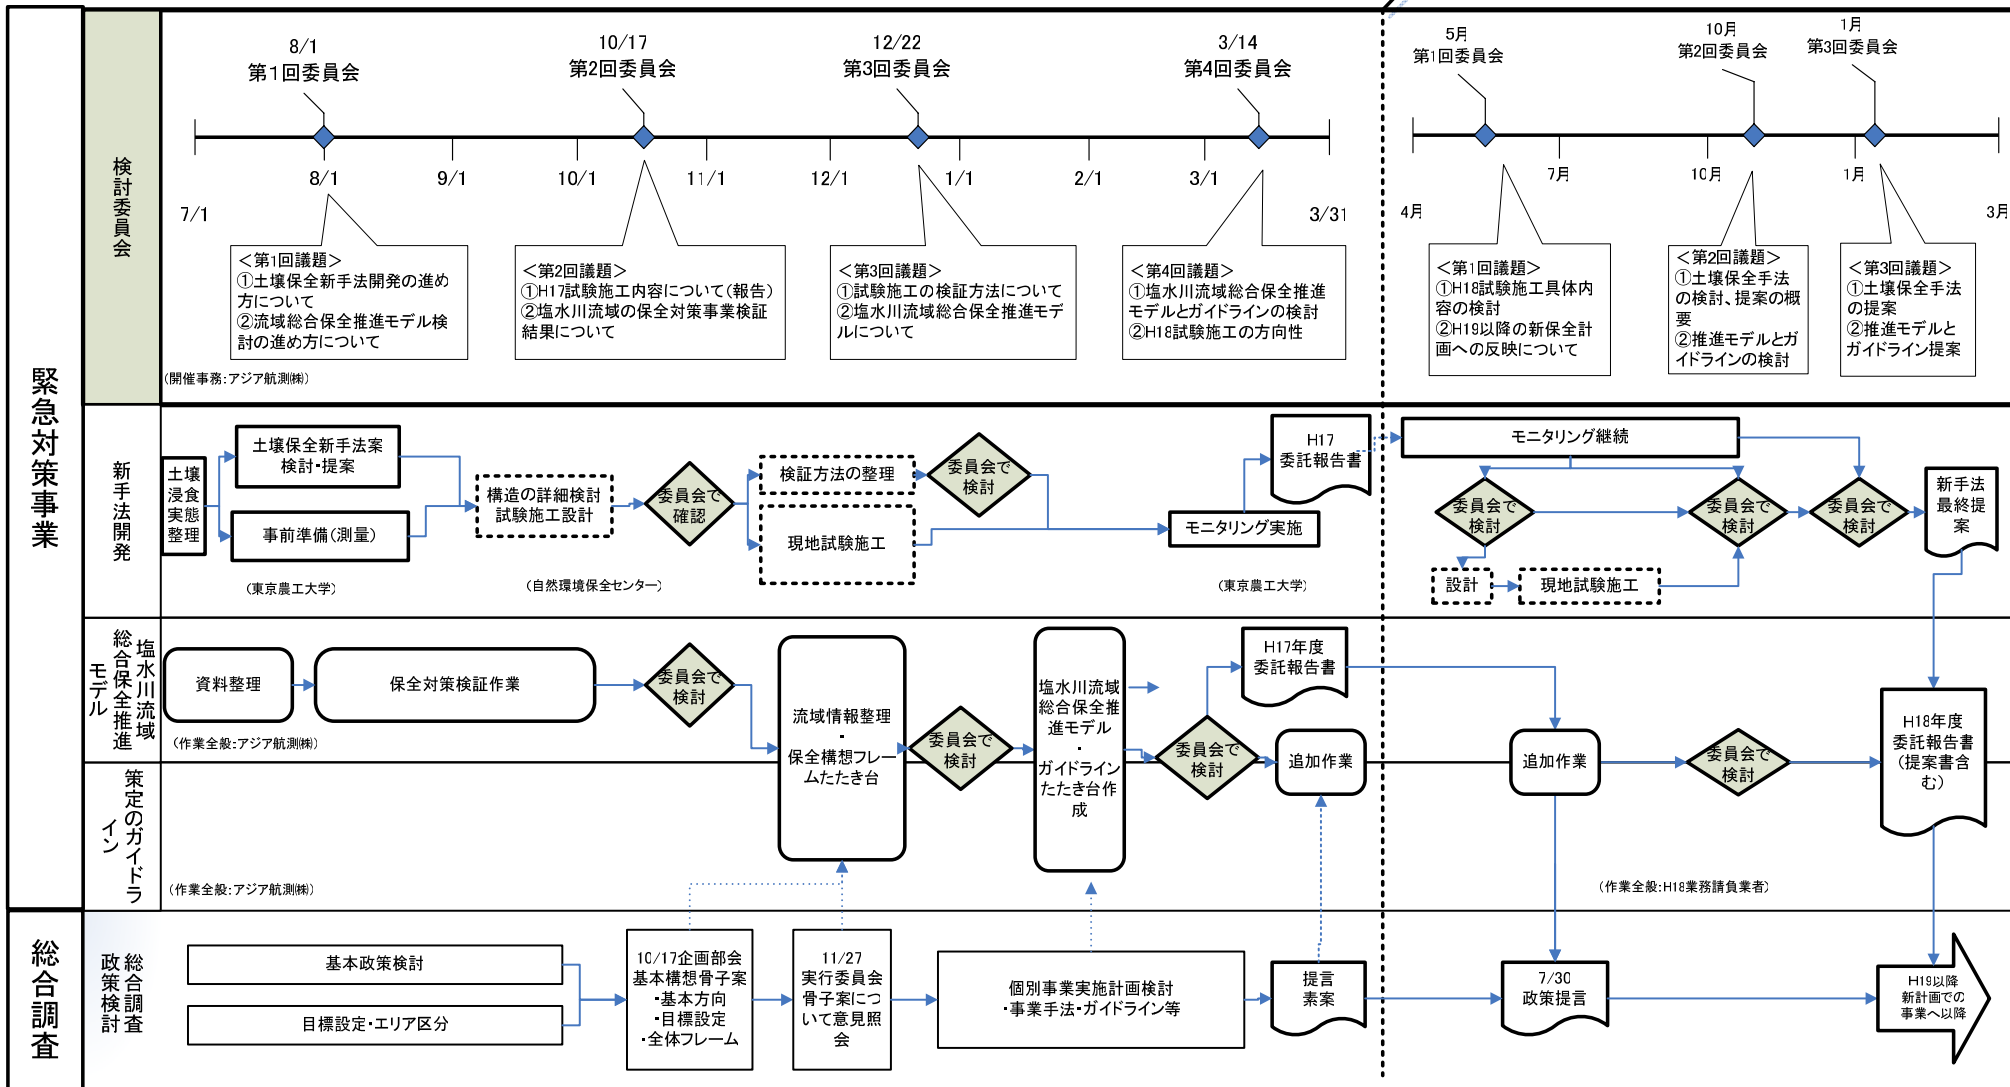 緊急対策事業
検討委員会
8/1
第1回委員会
10/17
第2回委員会
12/22
第3回委員会
3/14
第4回委員会
5月
第1回委員会
10月
第2回委員会
1月
第3回委員会
7/1
8/1
9/1
10/1
11/1
12/1
1/1
2/1
3/1
3/31
4月
7月
10月
1月
3月
<第1回議題>
①土壌保全新手法開発の進め
方について
②流域総合保全推進モデル検
討の進め方について
<第2回議題>
①H17試験施工内容について(報告)
②塩水川流域の保全対策事業検証
結果について
<第3回議題>
①試験施工の検証方法について
②塩水川流域総合保全推進モデ
ルについて
<第4回議題>
①塩水川流域総合保全推進
モデルとガイドラインの検討
②H18試験施工の方向性
<第1回議題>
①H18試験施工具体内
容の検討
②H19以降の新保全計
画への反映について
<第2回議題>
①土壌保全手法
の検討、提案の概
要
②推進モデルとガ
イドラインの検討
<第3回議題>
①土壌保全手法
の提案
②推進モデルと
ガイドライン提案
(開催事務:アジア航測㈱)
新手法開発
土壌
浸食
実態
整理
土壌保全新手法案
検討・提案
事前準備(測量)
(東京農工大学)
構造の詳細検討
試験施工設計
(自然環境保全センター)
委員会で
確認
検証方法の整理
現地試験施工
委員会で
検討
モニタリング実施
(東京農工大学)
H17
委託報告書
モニタリング継続
委員会で
検討
設計
現地試験施工
委員会で
検討
委員会で
検討
新手法
最終提
案
塩水川流域
総合保全推進
モデル
資料整理
保全対策検証作業
(作業全般:アジア航測㈱)
委員会で
検討
流域情報整理
・
保全構想フレー
ムたたき台
委員会で
検討
塩水川流域
総合保全推
進モデル
・
ガイドライン
たたき台作
成
委員会で
検討
H17年度
委託報告書
追加作業
追加作業
委員会で
検討
H18年度
委託報告書
(提案書含
む)
策定のガイドラ
イン
(作業全般:アジア航測㈱)
(作業全般:H18業務請負業者)
総合調査
総合調査
政策検討
基本政策検討
目標設定・エリア区分
10/17企画部会
基本構想骨子案
・基本方向
・目標設定
・全体フレーム
11/27
実行委員会
骨子案につ
いて意見照
会
個別事業実施計画検討
・事業手法・ガイドライン等
提言
素案
7/30
政策提言
H19以降
新計画での
事業へ以降